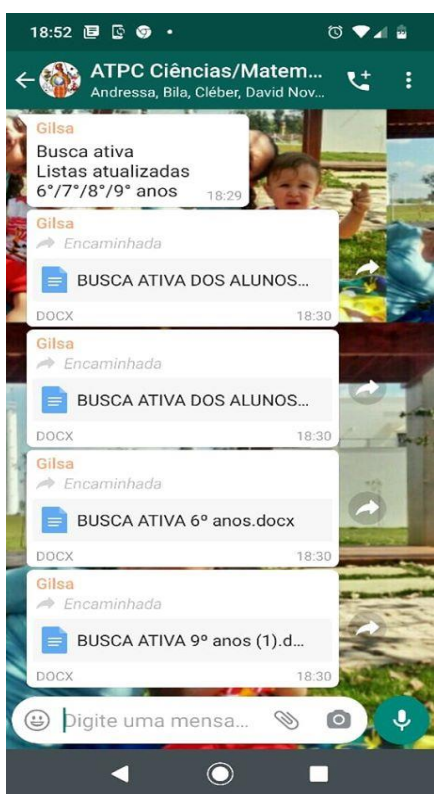 18:52
ATPC Ciências/Matem...
Andressa, Bila, Cléber, David Nov...
Gilsa
Busca ativa
Listas atualizadas
6°/7°/8°/9° anos 18:29
Gilsa
Encaminhada
BUSCA ATIVA DOS ALUNOS...
DOCX 18:30
Gilsa
Encaminhada
BUSCA ATIVA DOS ALUNOS...
DOCX 18:30
Gilsa
Encaminhada
BUSCA ATIVA 6º anos.docx
DOCX 18:30
Gilsa
Encaminhada
BUSCA ATIVA 9º anos (1).d...
DOCX 18:30
Digite uma mensa...